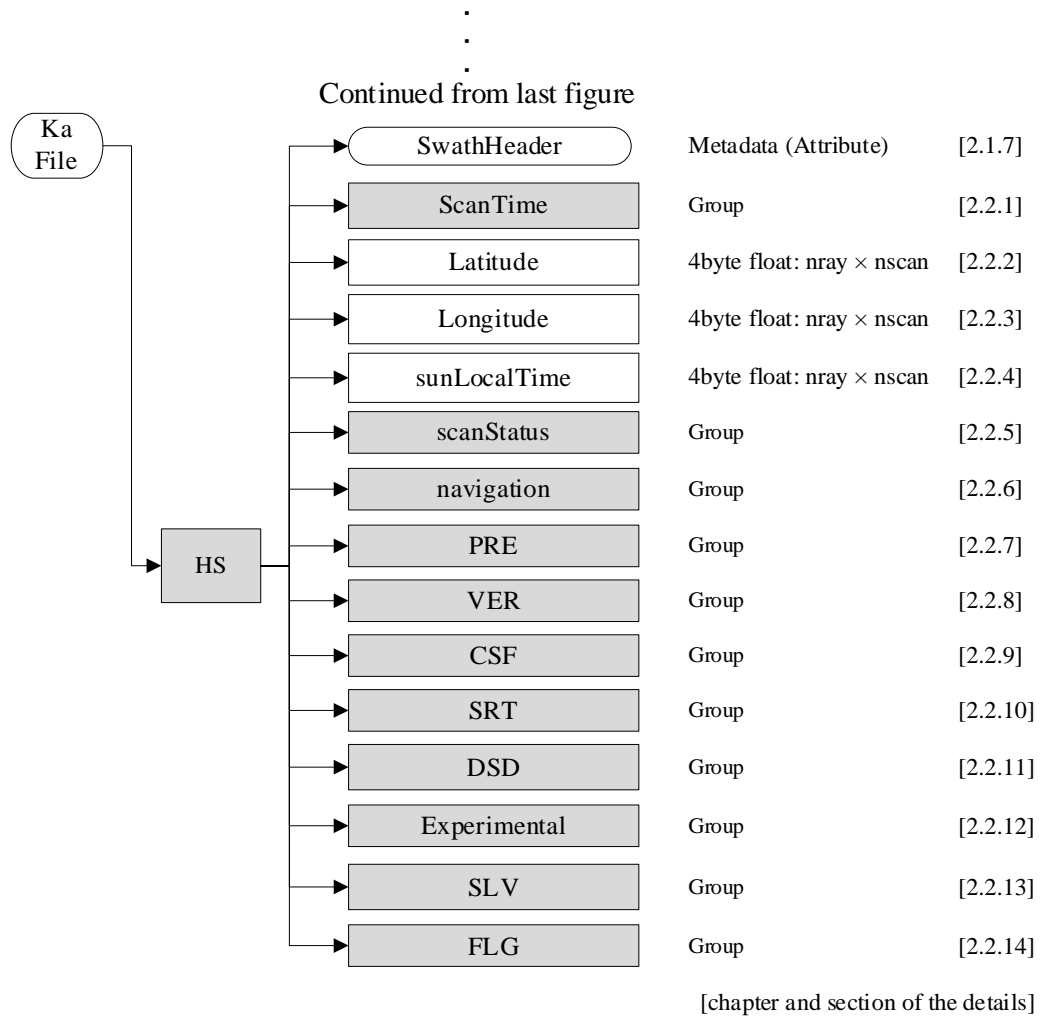 Continued from last figure
Ka
File
SwathHeader Metadata (Attribute) [2.1.7]
ScanTime Group [2.2.1]
Latitude 4byte float: nray × nscan [2.2.2]
Longitude 4byte float: nray × nscan [2.2.3]
sunLocalTime 4byte float: nray × nscan [2.2.4]
scanStatus Group [2.2.5]
navigation Group [2.2.6]
PRE Group [2.2.7]
HS
VER Group [2.2.8]
CSF Group [2.2.9]
SRT Group [2.2.10]
DSD Group [2.2.11]
Experimental Group [2.2.12]
SLV Group [2.2.13]
FLG Group [2.2.14]
[chapter and section of the details]